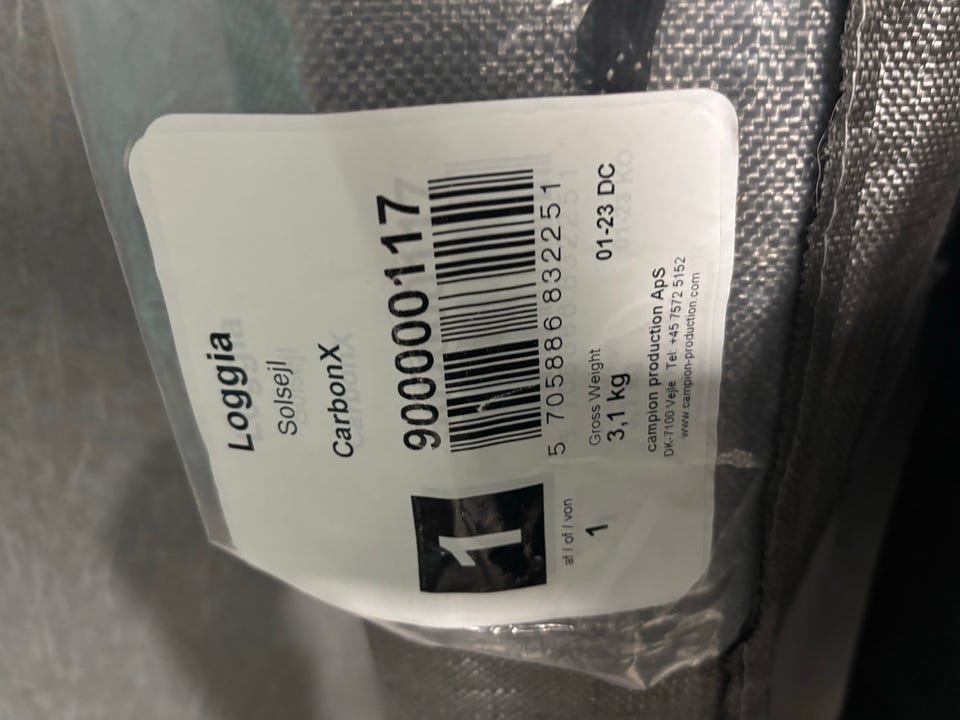 Loggia
Solsejl
CarbonX
90000117
5 705886 832251
1
af / of / von
1
Gross Weight
3,1 kg
01-23 DC
campion production ApS
DK-7100 Vejle Tel: +45 7572 5152
www.campion-production.com